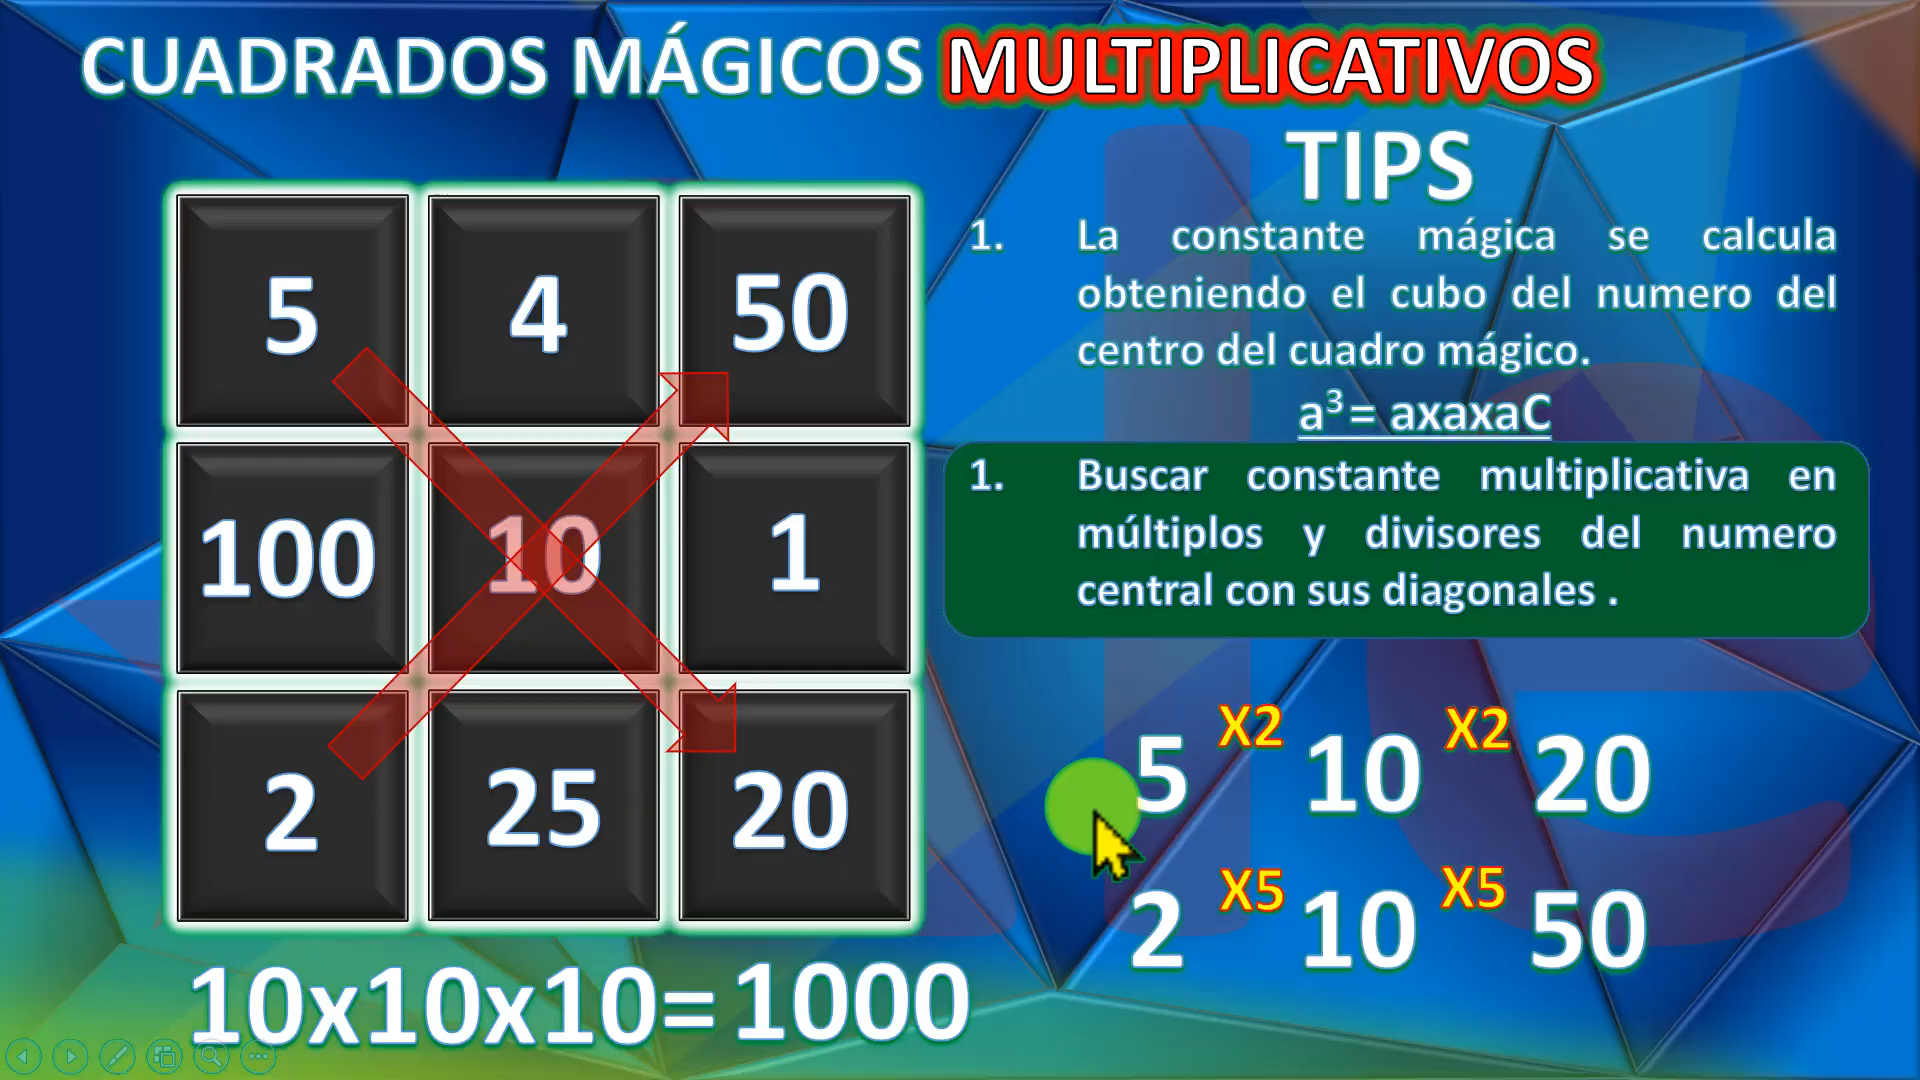 CUADRADOS MÁGICOS MULTIPLICATIVOS
TIPS
1. La constante mágica se calcula
obteniendo el cubo del numero del
centro del cuadro mágico.
a³= axaxaC
1. Buscar constante multiplicativa en
múltiplos y divisores del numero
central con sus diagonales .
5 4 50
100 10 1
2 25 20
10x10x10= 1000
5 X2 10 X2 20
2 X5 10 X5 50